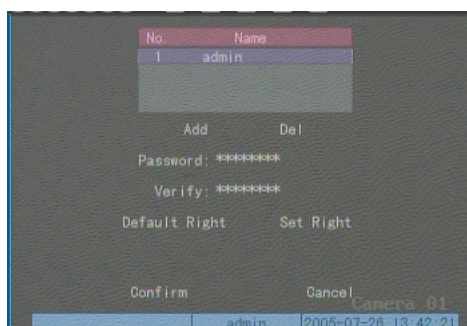 No. Name
1 admin
Add Del
Password: ********
Verify: ********
Default Right Set Right
Confirm Cancel
Camera 01
admin 2005-07-26 13:42:21